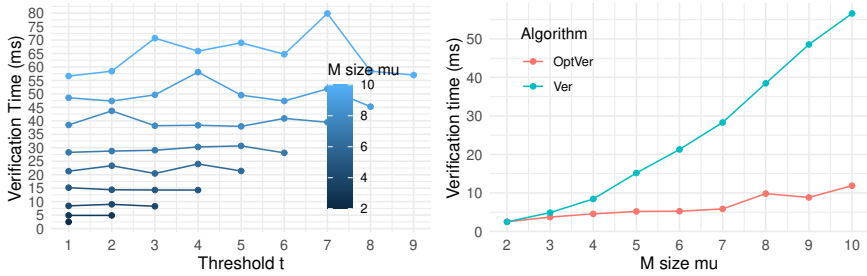 Verification Time (ms)
80
75
70
65
60
55
50
45
40
35
30
25
20
15
10
5
0
1 2 3 4 5 6 7 8 9
Threshold t
M size mu
10
8
6
4
2
Verification time (ms)
50
40
30
20
10
0
2 3 4 5 6 7 8 9 10
M size mu
Algorithm
OptVer
Ver